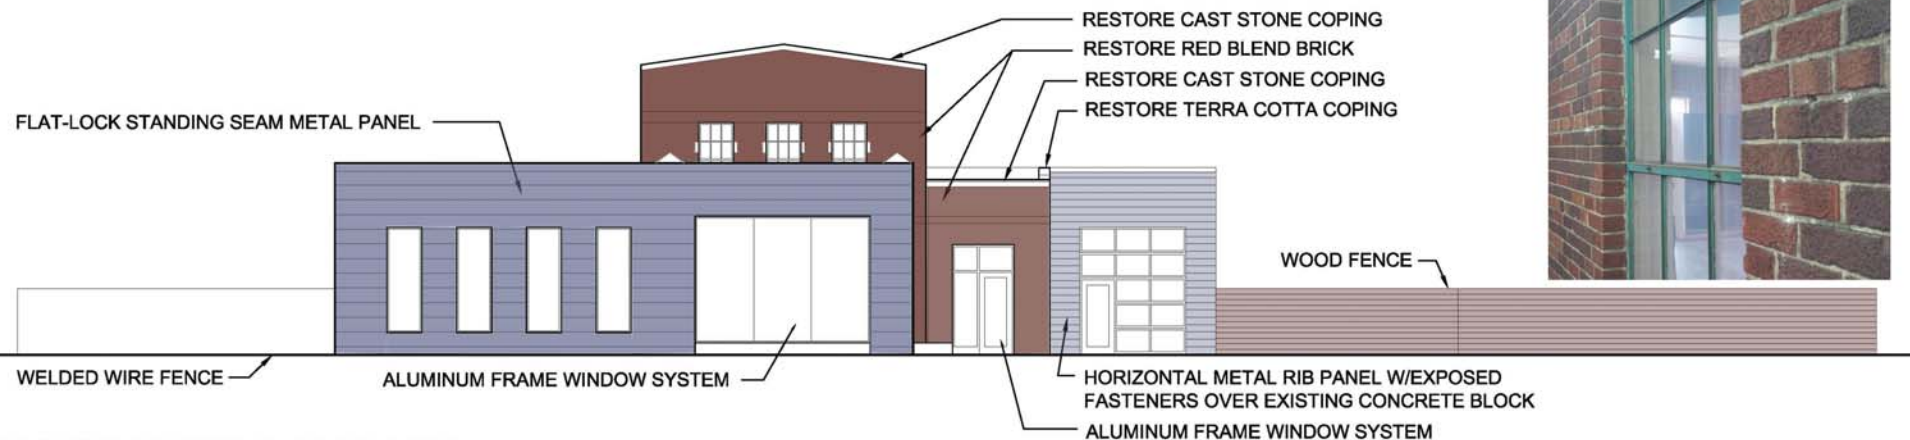 RESTORE CAST STONE COPING
RESTORE RED BLEND BRICK
RESTORE CAST STONE COPING
RESTORE TERRA COTTA COPING
FLAT-LOCK STANDING SEAM METAL PANEL
WOOD FENCE
WELDED WIRE FENCE
ALUMINUM FRAME WINDOW SYSTEM
HORIZONTAL METAL RIB PANEL W/EXPOSED
FASTENERS OVER EXISTING CONCRETE BLOCK
ALUMINUM FRAME WINDOW SYSTEM